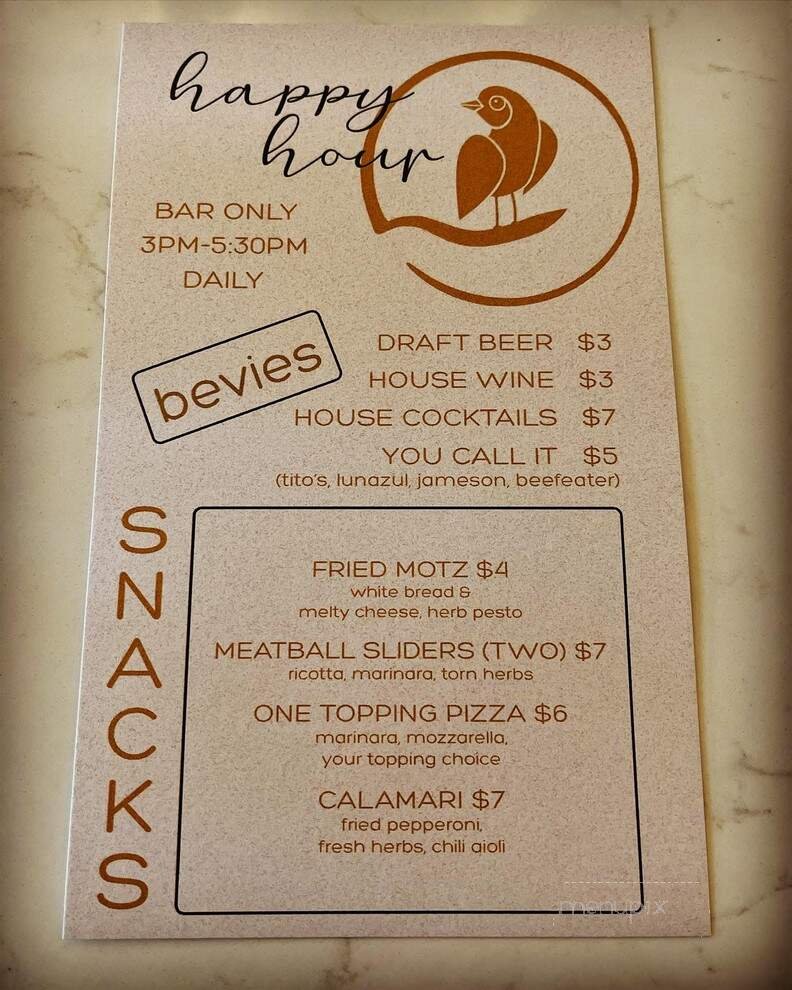 happy
hour
BAR ONLY
3PM-5:30PM
DAILY
bevies
DRAFT BEER $3
HOUSE WINE $3
HOUSE COCKTAILS $7
YOU CALL IT $5
(tito's, lunazul, jameson, beefeater)
SNACKS
FRIED MOTZ $4
white bread &
melty cheese, herb pesto
MEATBALL SLIDERS (TWO) $7
ricotta, marinara, torn herbs
ONE TOPPING PIZZA $6
marinara, mozzarella,
your topping choice
CALAMARI $7
fried pepperoni,
fresh herbs, chili aioli
menupix